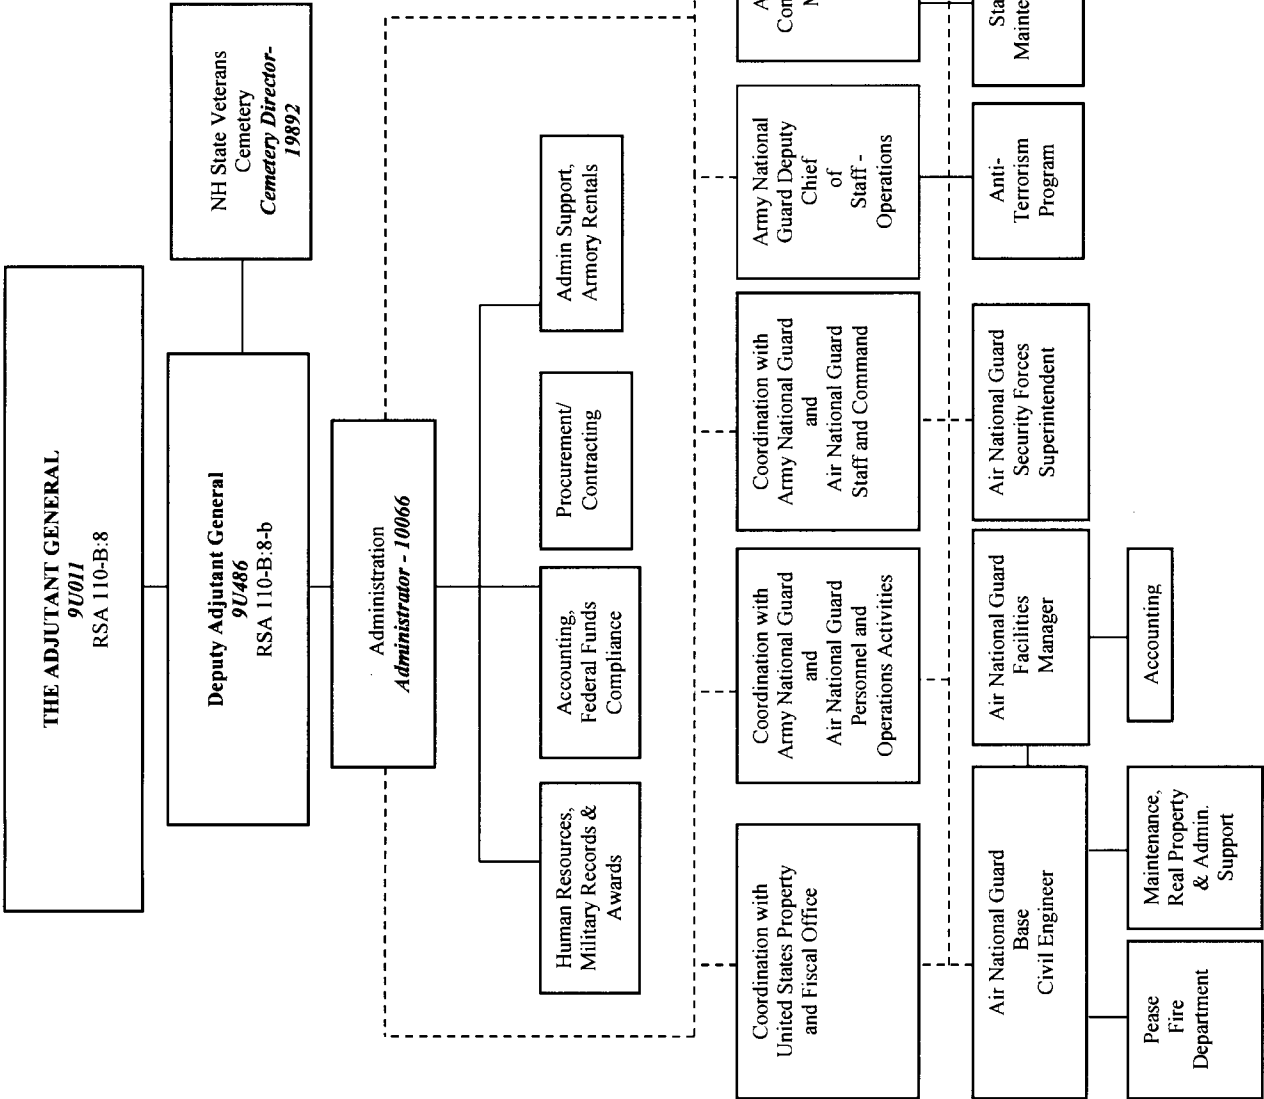 THE ADJUTANT GENERAL
9U011
RSA 110-B:8
Deputy Adjutant General
9U486
RSA 110-B:8-b
NH State Veterans
Cemetery
Cemetery Director-
19892
Administration
Administrator - 10066
Human Resources,
Military Records &
Awards
Accounting,
Federal Funds
Compliance
Procurement/
Contracting
Admin Support,
Armory Rentals
Coordination with
United States Property
and Fiscal Office
Coordination with
Army National Guard
and
Air National Guard
Personnel and
Operations Activities
Coordination with
Army National Guard
and
Air National Guard
Staff and Command
Army National
Guard Deputy
Chief
of
Staff -
Operations
A
Con
Air National Guard
Base
Civil Engineer
Air National Guard
Facilities
Manager
Air National Guard
Security Forces
Superintendent
Anti-
Terrorism
Program
Sta
Mainte
Pease
Fire
Department
Maintenance,
Real Property
& Admin.
Support
Accounting